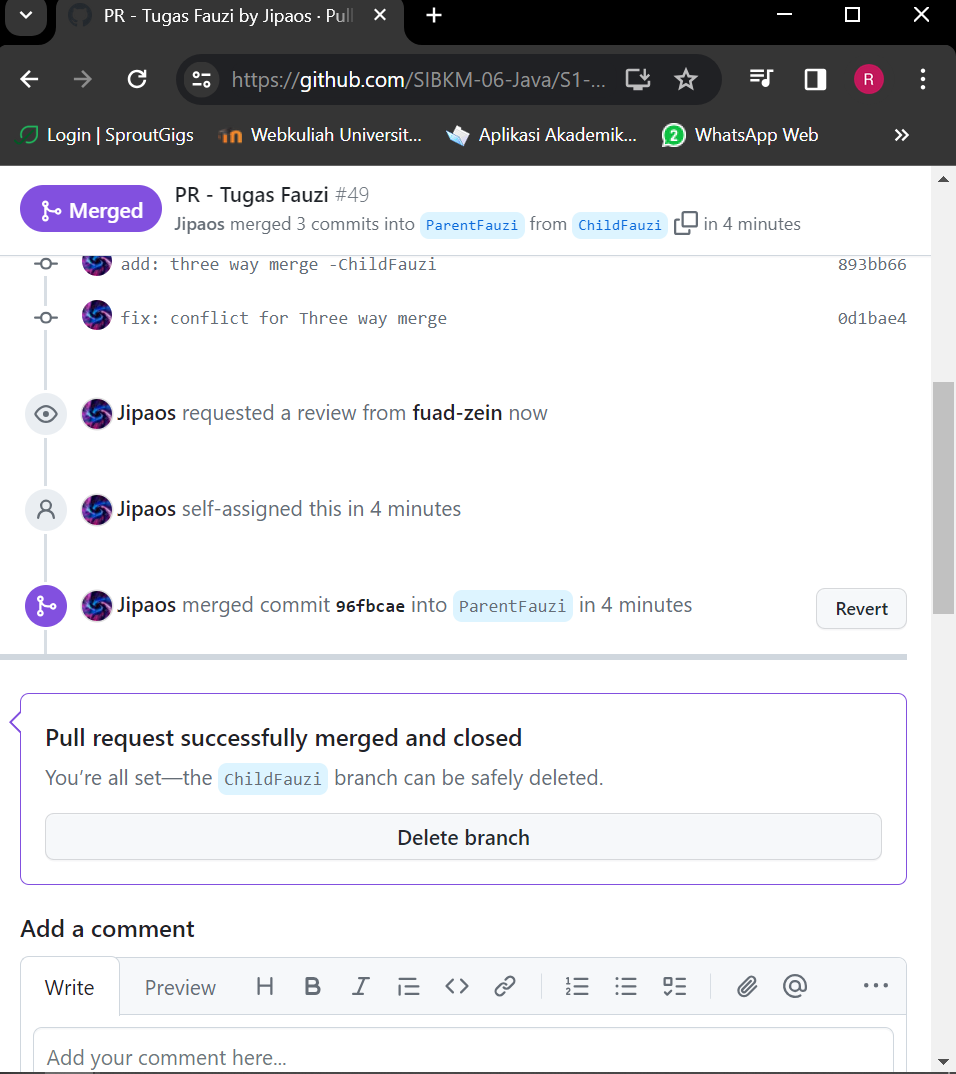 PR - Tugas Fauzi by Jipaos · Pull
https://github.com/SIBKM-06-Java/S1-...
R
Login | SproutGigs
Webkuliah Universit...
Aplikasi Akademik...
2
WhatsApp Web
Merged
PR - Tugas Fauzi #49
Jipaos merged 3 commits into ParentFauzi from ChildFauzi in 4 minutes
add: three way merge -ChildFauzi 893bb66
fix: conflict for Three way merge 0d1bae4
Jipaos requested a review from fuad-zein now
Jipaos self-assigned this in 4 minutes
Jipaos merged commit 96fbcae into ParentFauzi in 4 minutes
Revert
Pull request successfully merged and closed
You’re all set—the ChildFauzi branch can be safely deleted.
Delete branch
Add a comment
Write
Preview
Add your comment here...